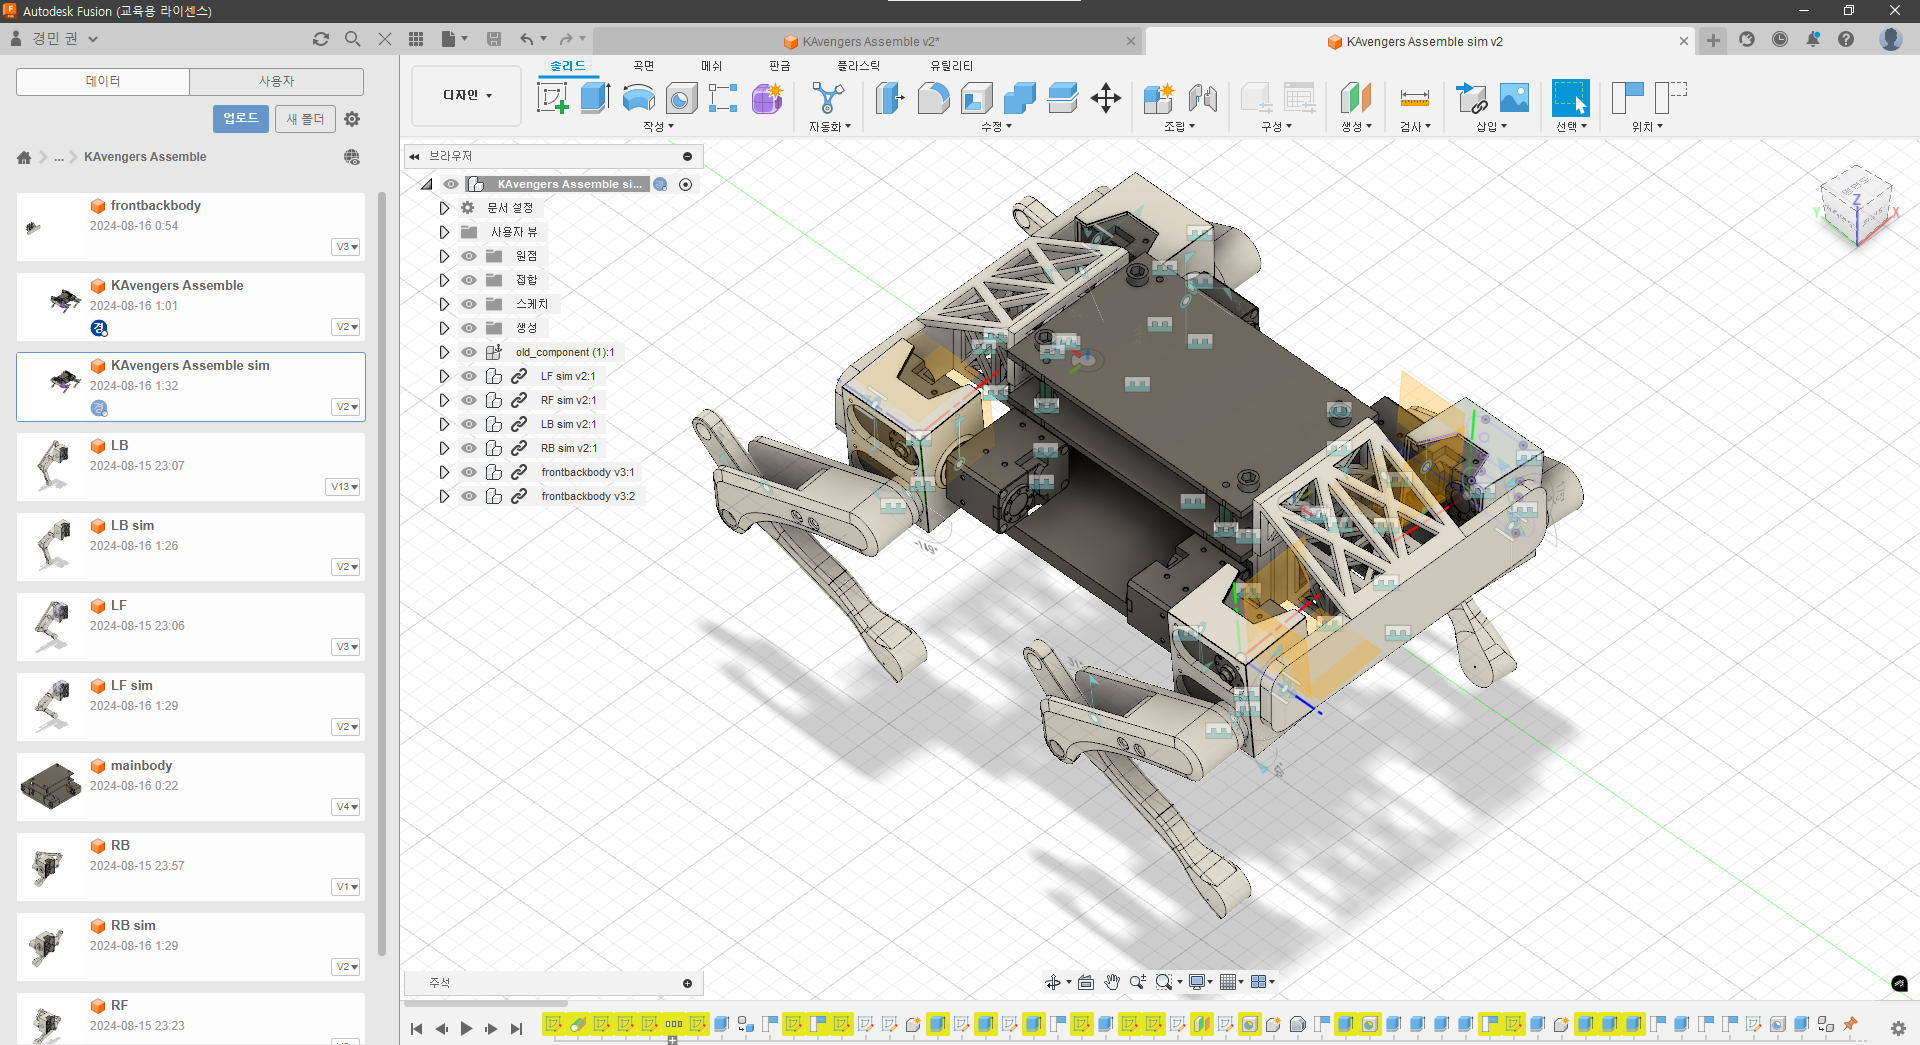 Autodesk Fusion (교육용 라이센스)
경민 권
KAvengers Assemble v2*
KAvengers Assemble sim v2
데이터
사용자
업로드
새 폴더
... KAvengers Assemble
frontbackbody
2024-08-16 0:54
V3
KAvengers Assemble
2024-08-16 1:01
경
V2
KAvengers Assemble sim
2024-08-16 1:32
경
V2
LB
2024-08-15 23:07
V13
LB sim
2024-08-16 1:26
V2
LF
2024-08-15 23:06
V3
LF sim
2024-08-16 1:29
V2
mainbody
2024-08-16 0:22
V4
RB
2024-08-15 23:57
V1
RB sim
2024-08-16 1:29
V2
RF
2024-08-15 23:23
디자인
솔리드
곡면
메쉬
판금
플라스틱
유틸리티
작성
자동화
수정
조립
구성
생성
검사
삽입
선택
위치
브라우저
KAvengers Assemble si...
문서 설정
사용자 뷰
원점
접합
스케치
생성
old_component (1):1
LF sim v2:1
RF sim v2:1
LB sim v2:1
RB sim v2:1
frontbackbody v3:1
frontbackbody v3:2
Z
Y
X
주석